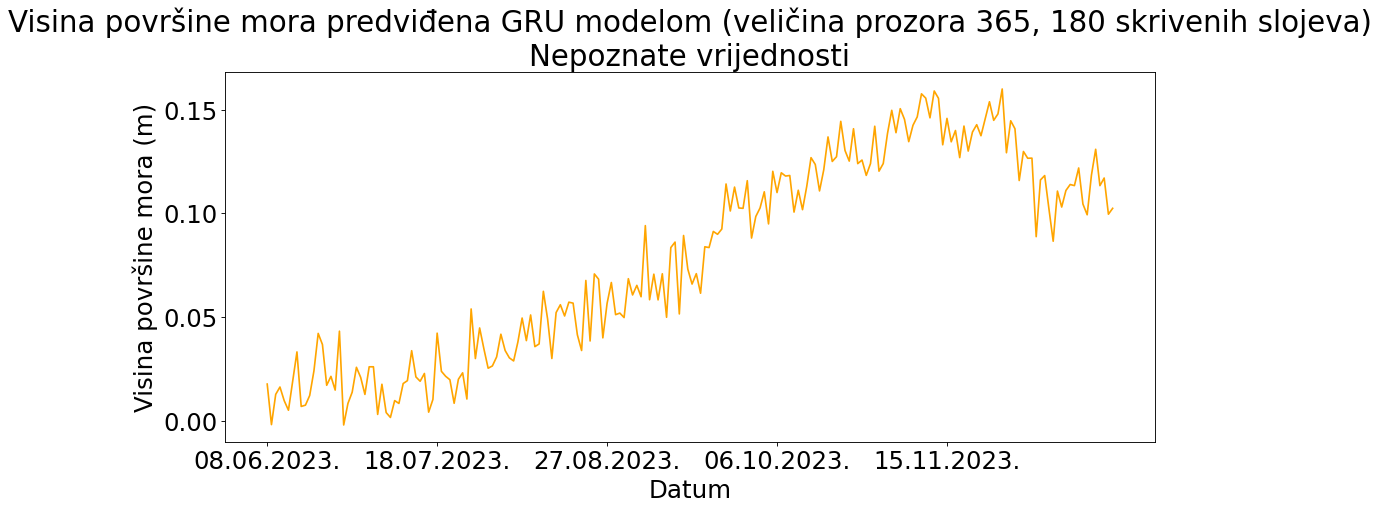 Visina površine mora predviđena GRU modelom (veličina prozora 365, 180 skrivenih slojeva)
Nepoznate vrijednosti
Visina površine mora (m)
0.15
0.10
0.05
0.00
08.06.2023. 18.07.2023. 27.08.2023. 06.10.2023. 15.11.2023.
Datum